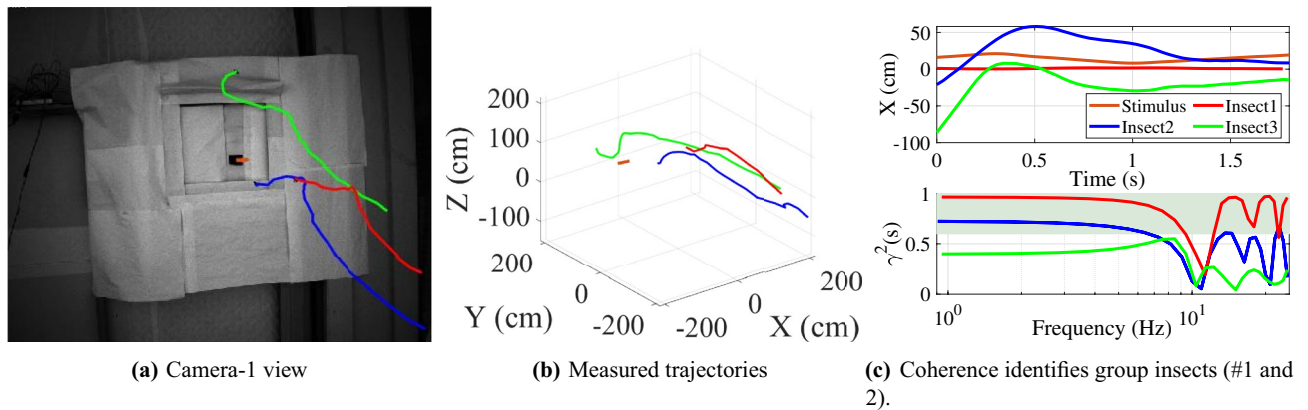 200
100
0
-100
Z (cm)
200
0
-200
Y (cm)
-200
0
200
X (cm)
50
0
-50
-100
X (cm)
Stimulus
Insect1
Insect2
Insect3
0
0.5
1
1.5
Time (s)
1
0.5
0
γ²(s)
10⁰
10¹
Frequency (Hz)
(a) Camera-1 view
(b) Measured trajectories
(c) Coherence identifies group insects (#1 and
2).